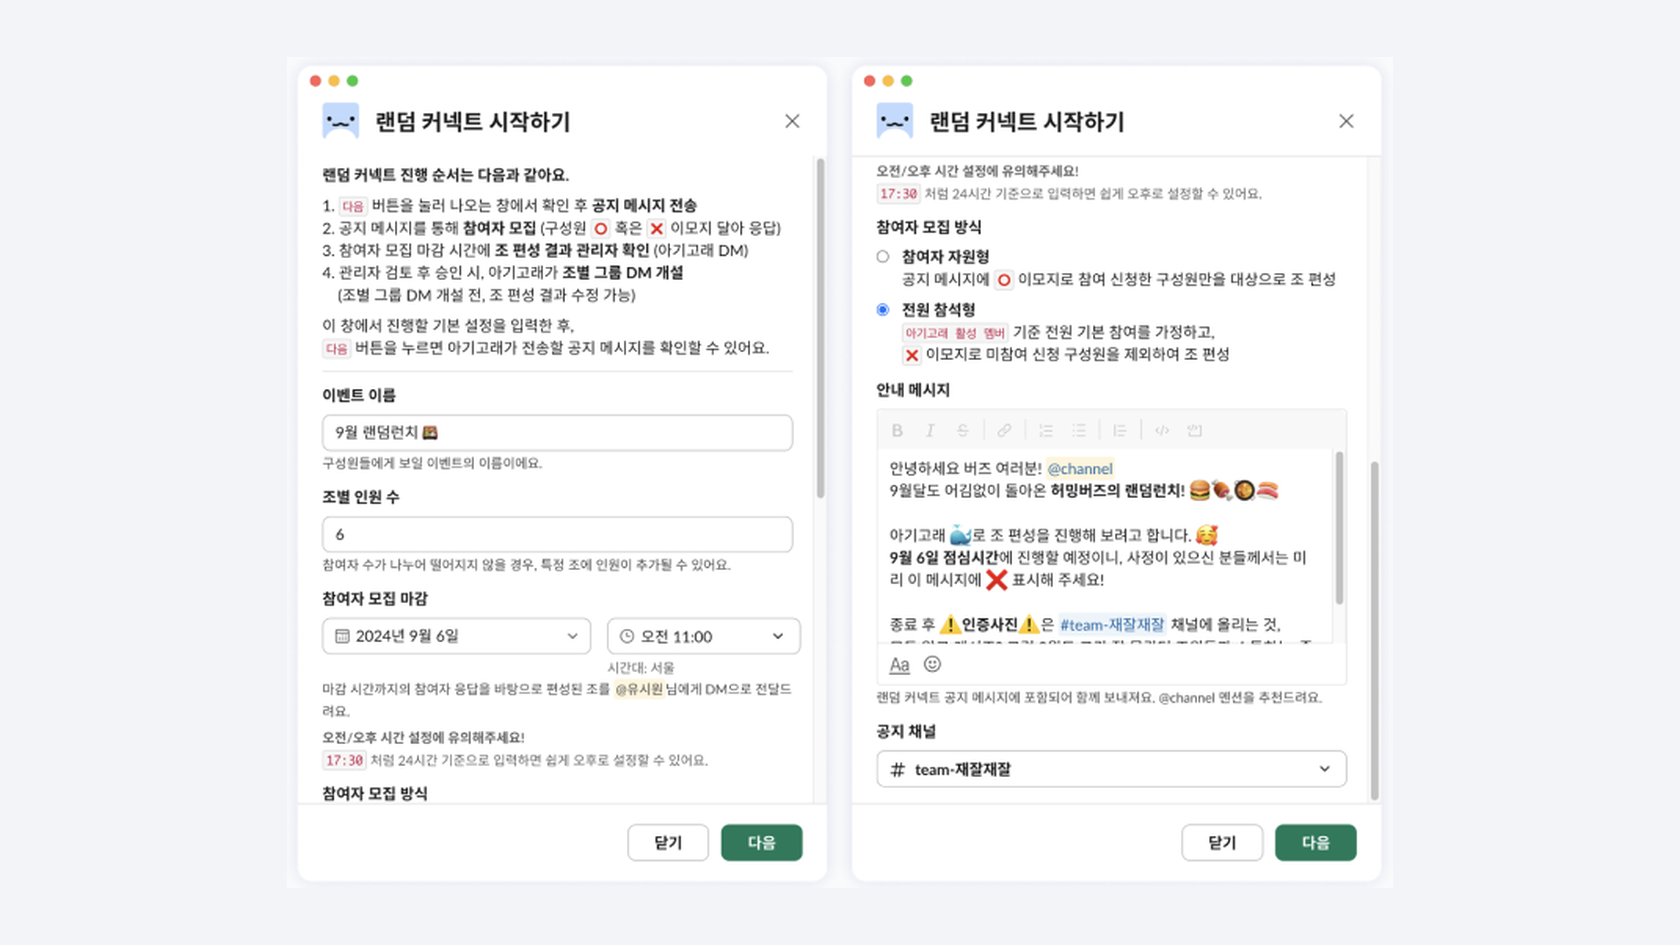 랜덤 커넥트 시작하기
랜덤 커넥트 진행 순서는 다음과 같아요.
1. 다음 버튼을 눌러 나오는 창에서 확인 후 공지 메시지 전송
2. 공지 메시지를 통해 참여자 모집 (구성원 ⭕ 혹은 ❌ 이모지 달아 응답)
3. 참여자 모집 마감 시간에 조 편성 결과 관리자 확인 (아기고래 DM)
4. 관리자 검토 후 승인 시, 아기고래가 조별 그룹 DM 개설
(조별 그룹 DM 개설 전, 조 편성 결과 수정 가능)
이 창에서 진행할 기본 설정을 입력한 후,
다음 버튼을 누르면 아기고래가 전송할 공지 메시지를 확인할 수 있어요.
이벤트 이름
9월 랜덤런치 🍱
구성원들에게 보일 이벤트의 이름이에요.
조별 인원 수
6
참여자 수가 나누어 떨어지지 않을 경우, 특정 조에 인원이 추가될 수 있어요.
참여자 모집 마감
2024년 9월 6일
오전 11:00
시간대: 서울
마감 시간까지의 참여자 응답을 바탕으로 편성된 조를 @유시원 님에게 DM으로 전달드
려요.
오전/오후 시간 설정에 유의해주세요!
17:30 처럼 24시간 기준으로 입력하면 쉽게 오후로 설정할 수 있어요.
참여자 모집 방식
닫기
다음
랜덤 커넥트 시작하기
오전/오후 시간 설정에 유의해주세요!
17:30 처럼 24시간 기준으로 입력하면 쉽게 오후로 설정할 수 있어요.
참여자 모집 방식
참여자 자원형
공지 메시지에 ⭕ 이모지로 참여 신청한 구성원만을 대상으로 조 편성
전원 참석형
아기고래 활성 멤버 기준 전원 기본 참여를 가정하고,
❌ 이모지로 미참여 신청 구성원을 제외하여 조 편성
안내 메시지
B I S
안녕하세요 버즈 여러분! @channel
9월달도 어김없이 돌아온 허밍버즈의 랜덤런치! 🍔🍖🥘🥓
아기고래 🐳로 조 편성을 진행해 보려고 합니다. 🥰
9월 6일 점심시간에 진행할 예정이니, 사정이 있으신 분들께서는 미
리 이 메시지에 ❌ 표시해 주세요!
종료 후 ⚠️인증사진⚠️은 #team-재잘재잘 채널에 올리는 것,
Aa
랜덤 커넥트 공지 메시지에 포함되어 함께 보내져요. @channel 멘션을 추천드려요.
공지 채널
# team-재잘재잘
닫기
다음